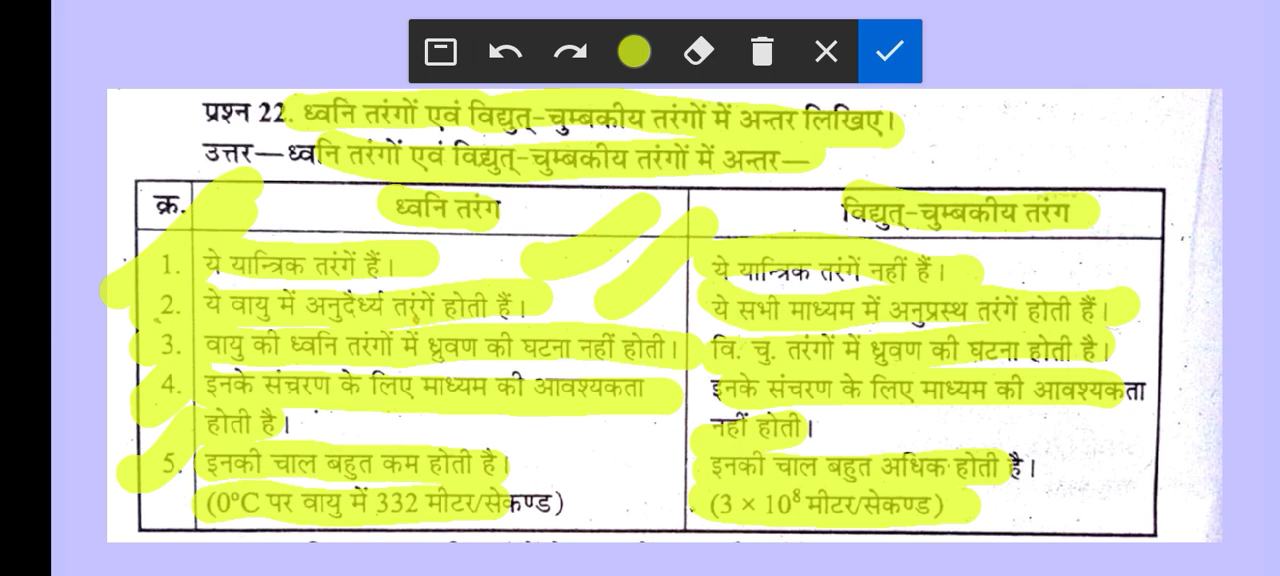 प्रश्न 22. ध्वनि तरंगों एवं विद्युत्-चुम्बकीय तरंगों में अन्तर लिखिए।
उत्तर—ध्वनि तरंगों एवं विद्युत्-चुम्बकीय तरंगों में अन्तर—
क्र. ध्वनि तरंग विद्युत्-चुम्बकीय तरंग
1. ये यान्त्रिक तरंगें हैं। ये यान्त्रिक तरंगें नहीं हैं।
2. ये वायु में अनुदैर्ध्य तरंगें होती हैं। ये सभी माध्यम में अनुप्रस्थ तरंगें होती हैं।
3. वायु की ध्वनि तरंगों में ध्रुवण की घटना नहीं होती। वि. चु. तरंगों में ध्रुवण की घटना होती है।
4. इनके संचरण के लिए माध्यम की आवश्यकता इनके संचरण के लिए माध्यम की आवश्यकता
होती है। नहीं होती।
5. इनकी चाल बहुत कम होती है। इनकी चाल बहुत अधिक होती है।
(0°C पर वायु में 332 मीटर/सेकण्ड) (3 × 10⁸ मीटर/सेकण्ड)